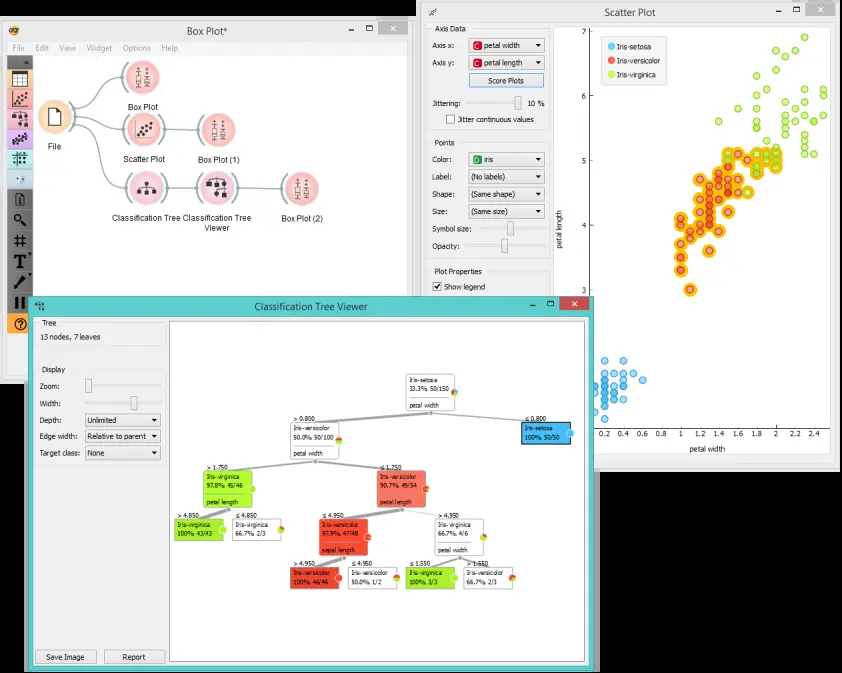 Box Plot*
File Edit View Widget Options Help
File
Box Plot
Scatter Plot
Box Plot (1)
Classification Tree
Classification Tree
Viewer
Box Plot (2)
Scatter Plot
Axis Data
Axis x: C petal width
Axis y: C petal length
Score Plots
Jittering: 10 %
Jitter continuous values
Points
Color: D iris
Label: (No labels)
Shape: (Same shape)
Size: (Same size)
Symbol size:
Opacity:
Plot Properties
Show legend
Iris-setosa
Iris-versicolor
Iris-virginica
7
6
5
4
3
petal length
0.2 0.4 0.6 0.8 1 1.2 1.4 1.6 1.8 2 2.2 2.4
petal width
Classification Tree Viewer
Tree
13 nodes, 7 leaves
Display
Zoom:
Width:
Depth: Unlimited
Edge width: Relative to parent
Target class: None
Save Image
Report
Iris-setosa
33.3% 50/150
petal width
> 0.800
Iris-versicolor
50.0% 50/100
petal width
≤ 0.800
Iris-setosa
100% 50/50
> 1.750
Iris-virginica
97.8% 45/46
petal length
≤ 1.750
Iris-versicolor
90.7% 49/54
petal length
> 4.850
Iris-virginica
100% 43/43
≤ 4.850
Iris-virginica
66.7% 2/3
≤ 4.950
Iris-versicolor
97.9% 47/48
sepal length
> 4.950
Iris-virginica
66.7% 4/6
petal width
> 4.950
Iris-versicolor
100% 46/46
≤ 4.950
Iris-versicolor
50.0% 1/2
≤ 1.550
Iris-virginica
100% 3/3
> 1.550
Iris-versicolor
66.7% 2/3